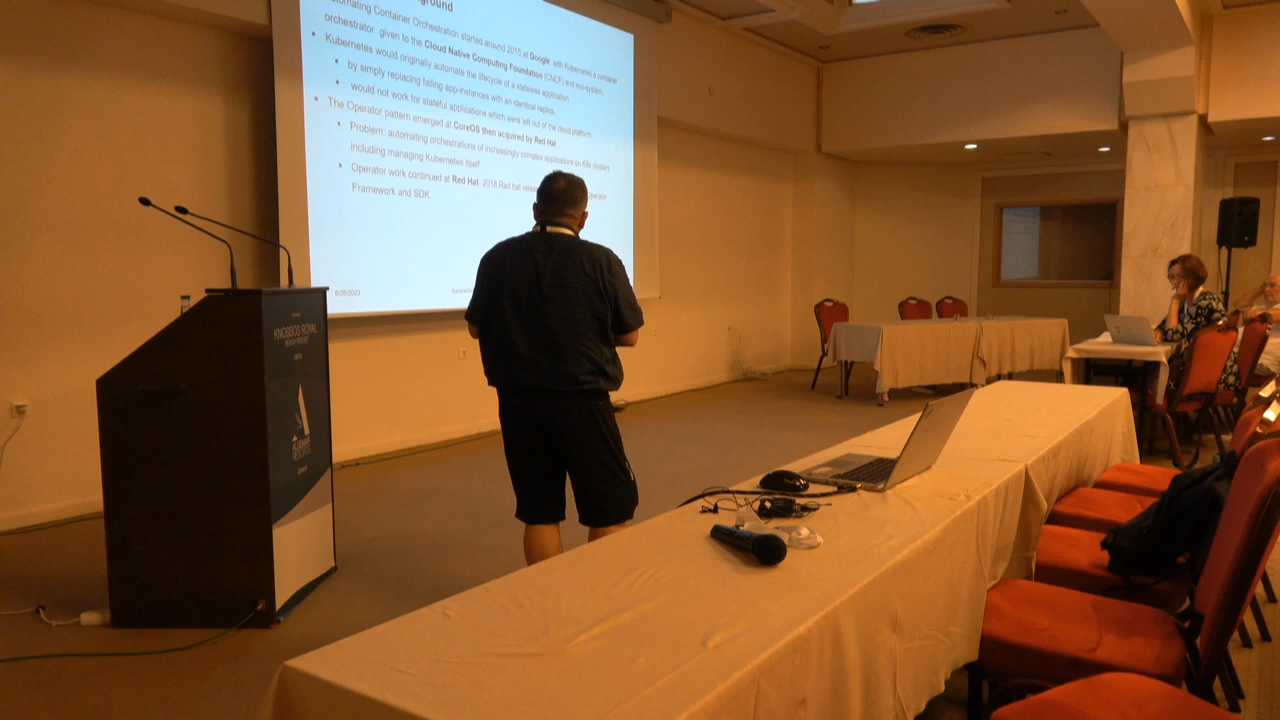 ground
Automating Container Orchestration started around 2015 at Google with Kubernetes a container
orchestrator given to the Cloud Native Computing Foundation (CNCF) and eco-system.
Kubernetes would originally automate the lifecycle of a stateless application
by simply replacing failing app-instances with an identical replica.
would not work for stateful applications which were left out of the cloud platform.
The Operator pattern emerged at CoreOS then acquired by Red Hat
Problem: automating orchestrations of increasingly complex applications on K8s clusters,
including managing Kubernetes itself.
Operator work continued at Red Hat 2018 Red hat
Framework and SDK.
KNOSSOS ROYAL
BEACH RESORT
ALDEMAR
RESORTS